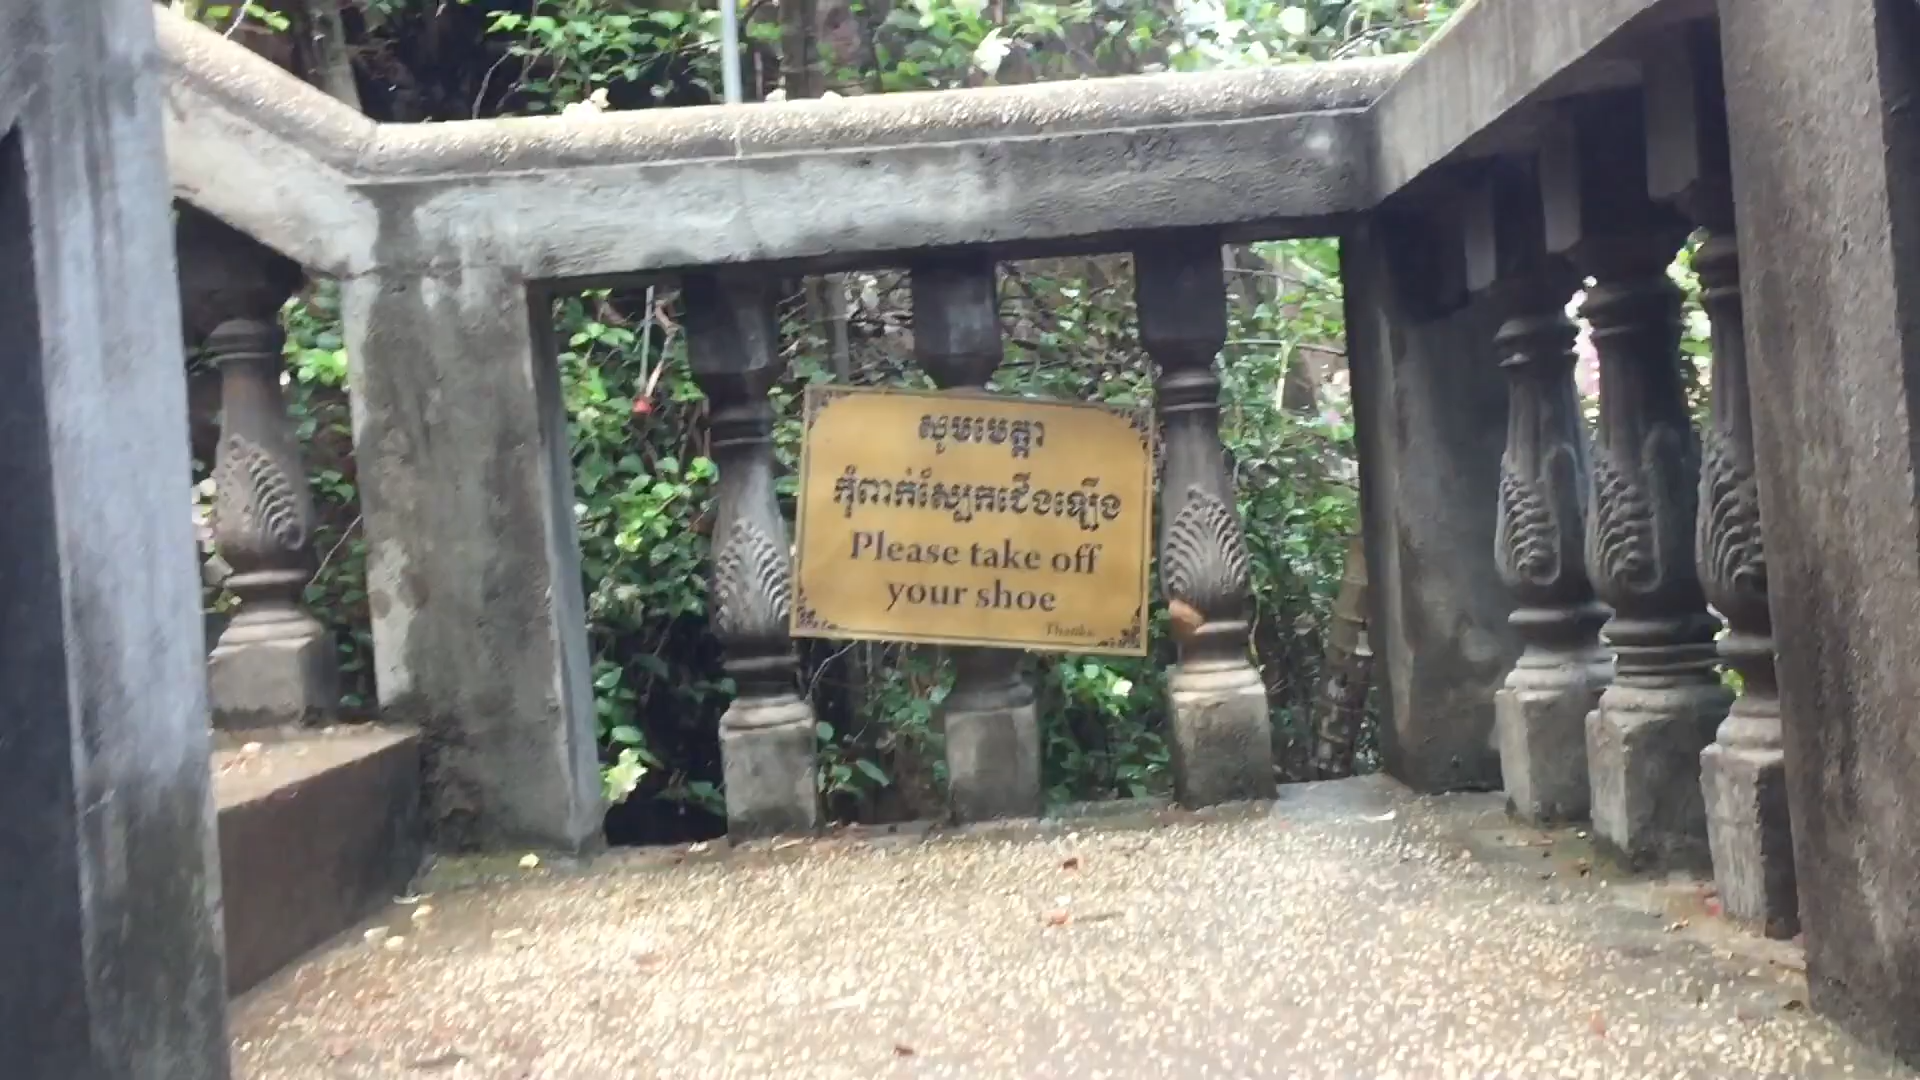 សូមមេត្តា
កុំពាក់ស្បែកជើងឡើង
Please take off
your shoe
Thanks